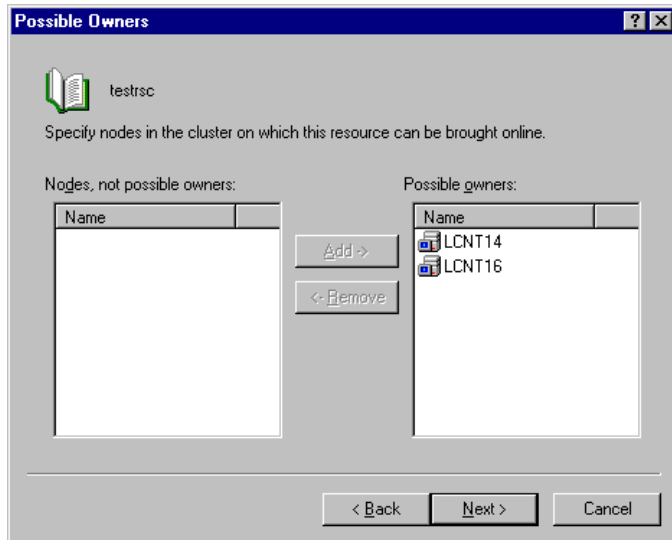 Possible Owners
testrsc
Specify nodes in the cluster on which this resource can be brought online.
Nodes, not possible owners:
Possible owners:
Name
Name
LCNT14
LCNT16
Add ->
<- Remove
< Back
Next >
Cancel